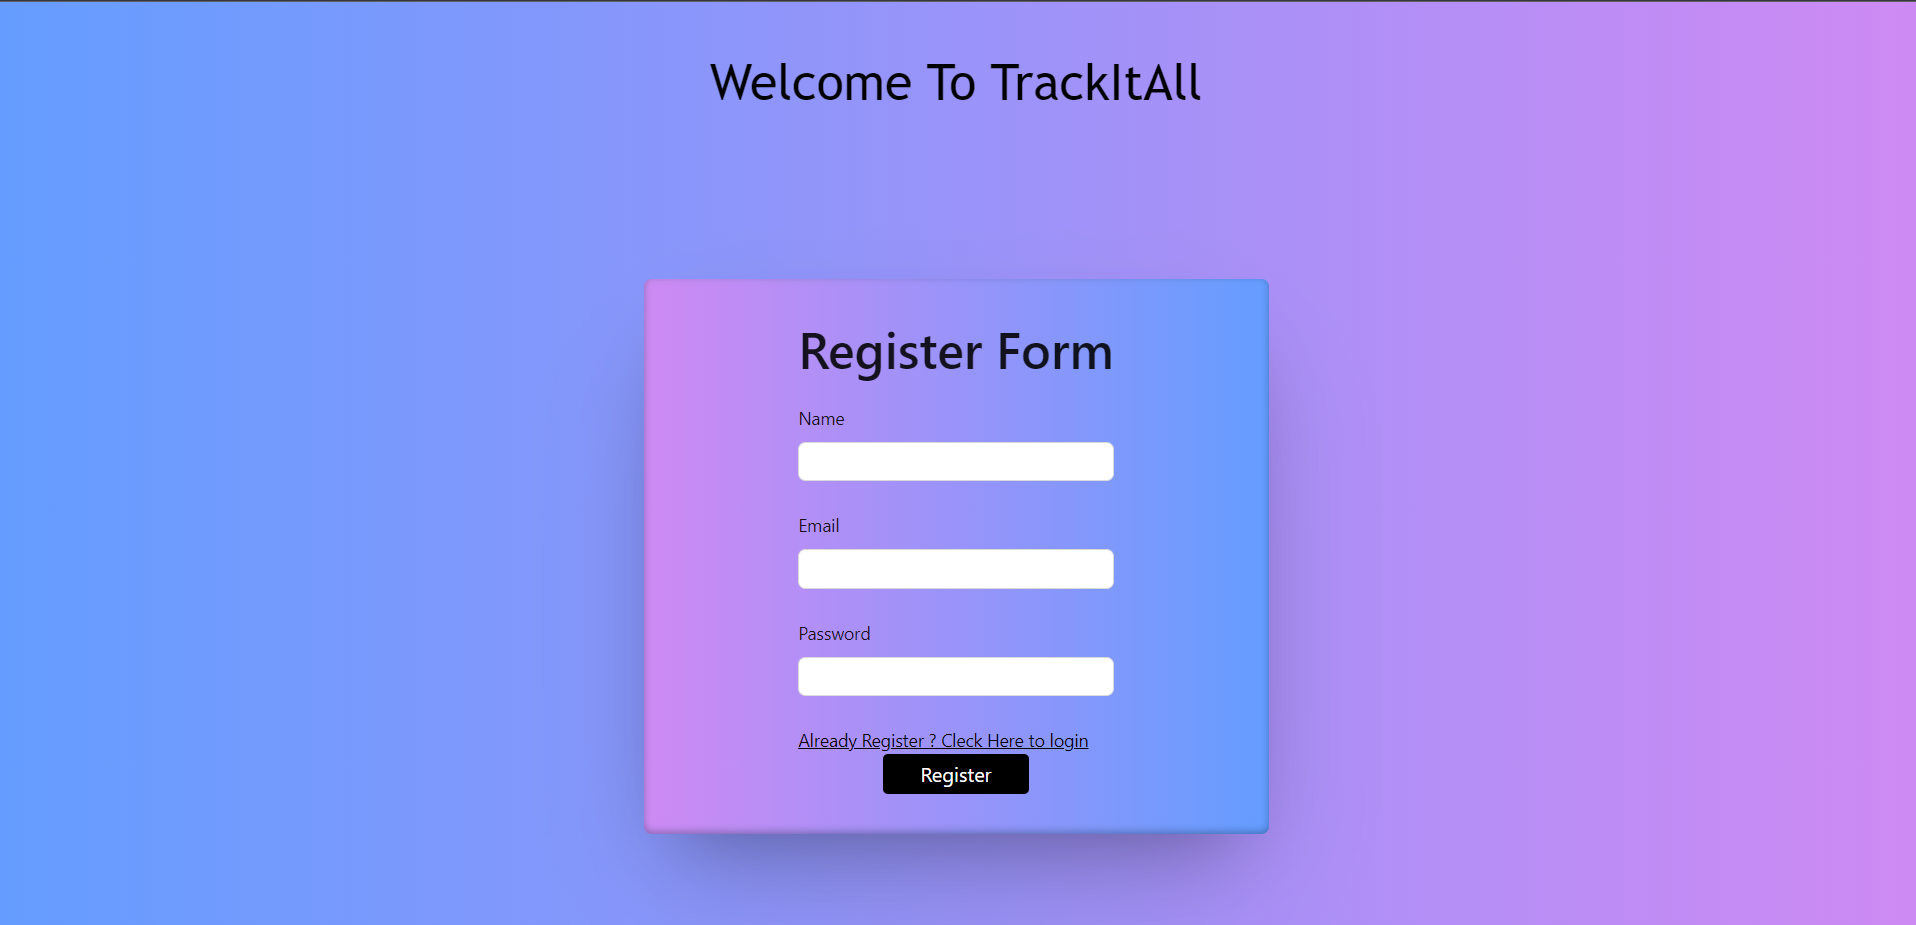 Welcome To TrackItAll
Register Form
Name
Email
Password
Already Register ? Cleck Here to login
Register